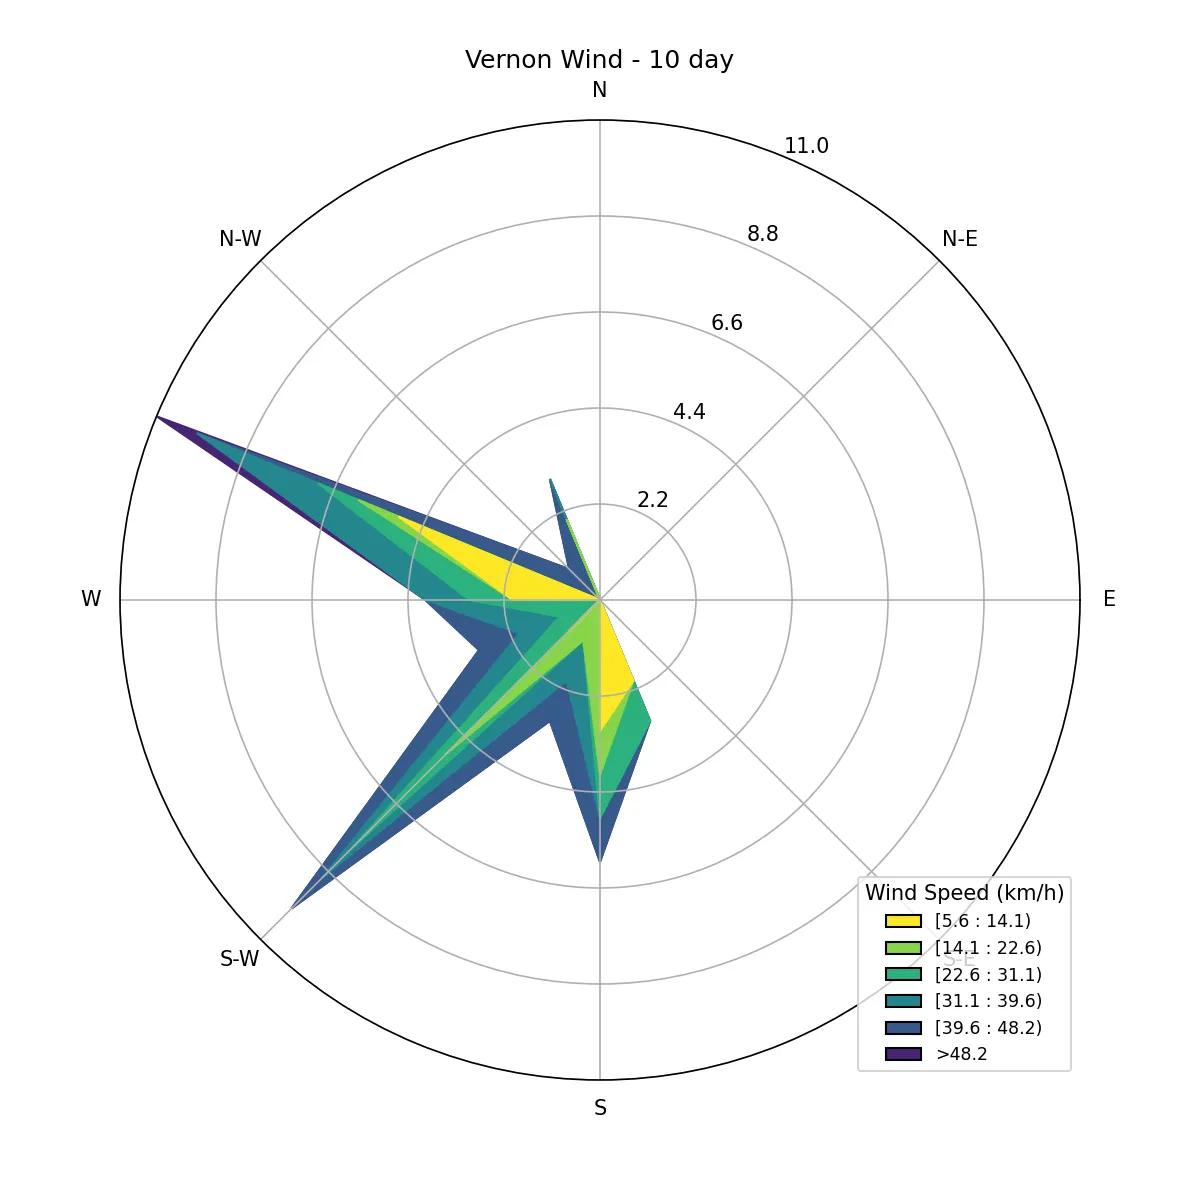 Vernon Wind - 10 day
N
11.0
N-W
8.8
N-E
6.6
4.4
2.2
W
E
S-W
S-E
S
Wind Speed (km/h)
[5.6 : 14.1)
[14.1 : 22.6)
[22.6 : 31.1)
[31.1 : 39.6)
[39.6 : 48.2)
>48.2